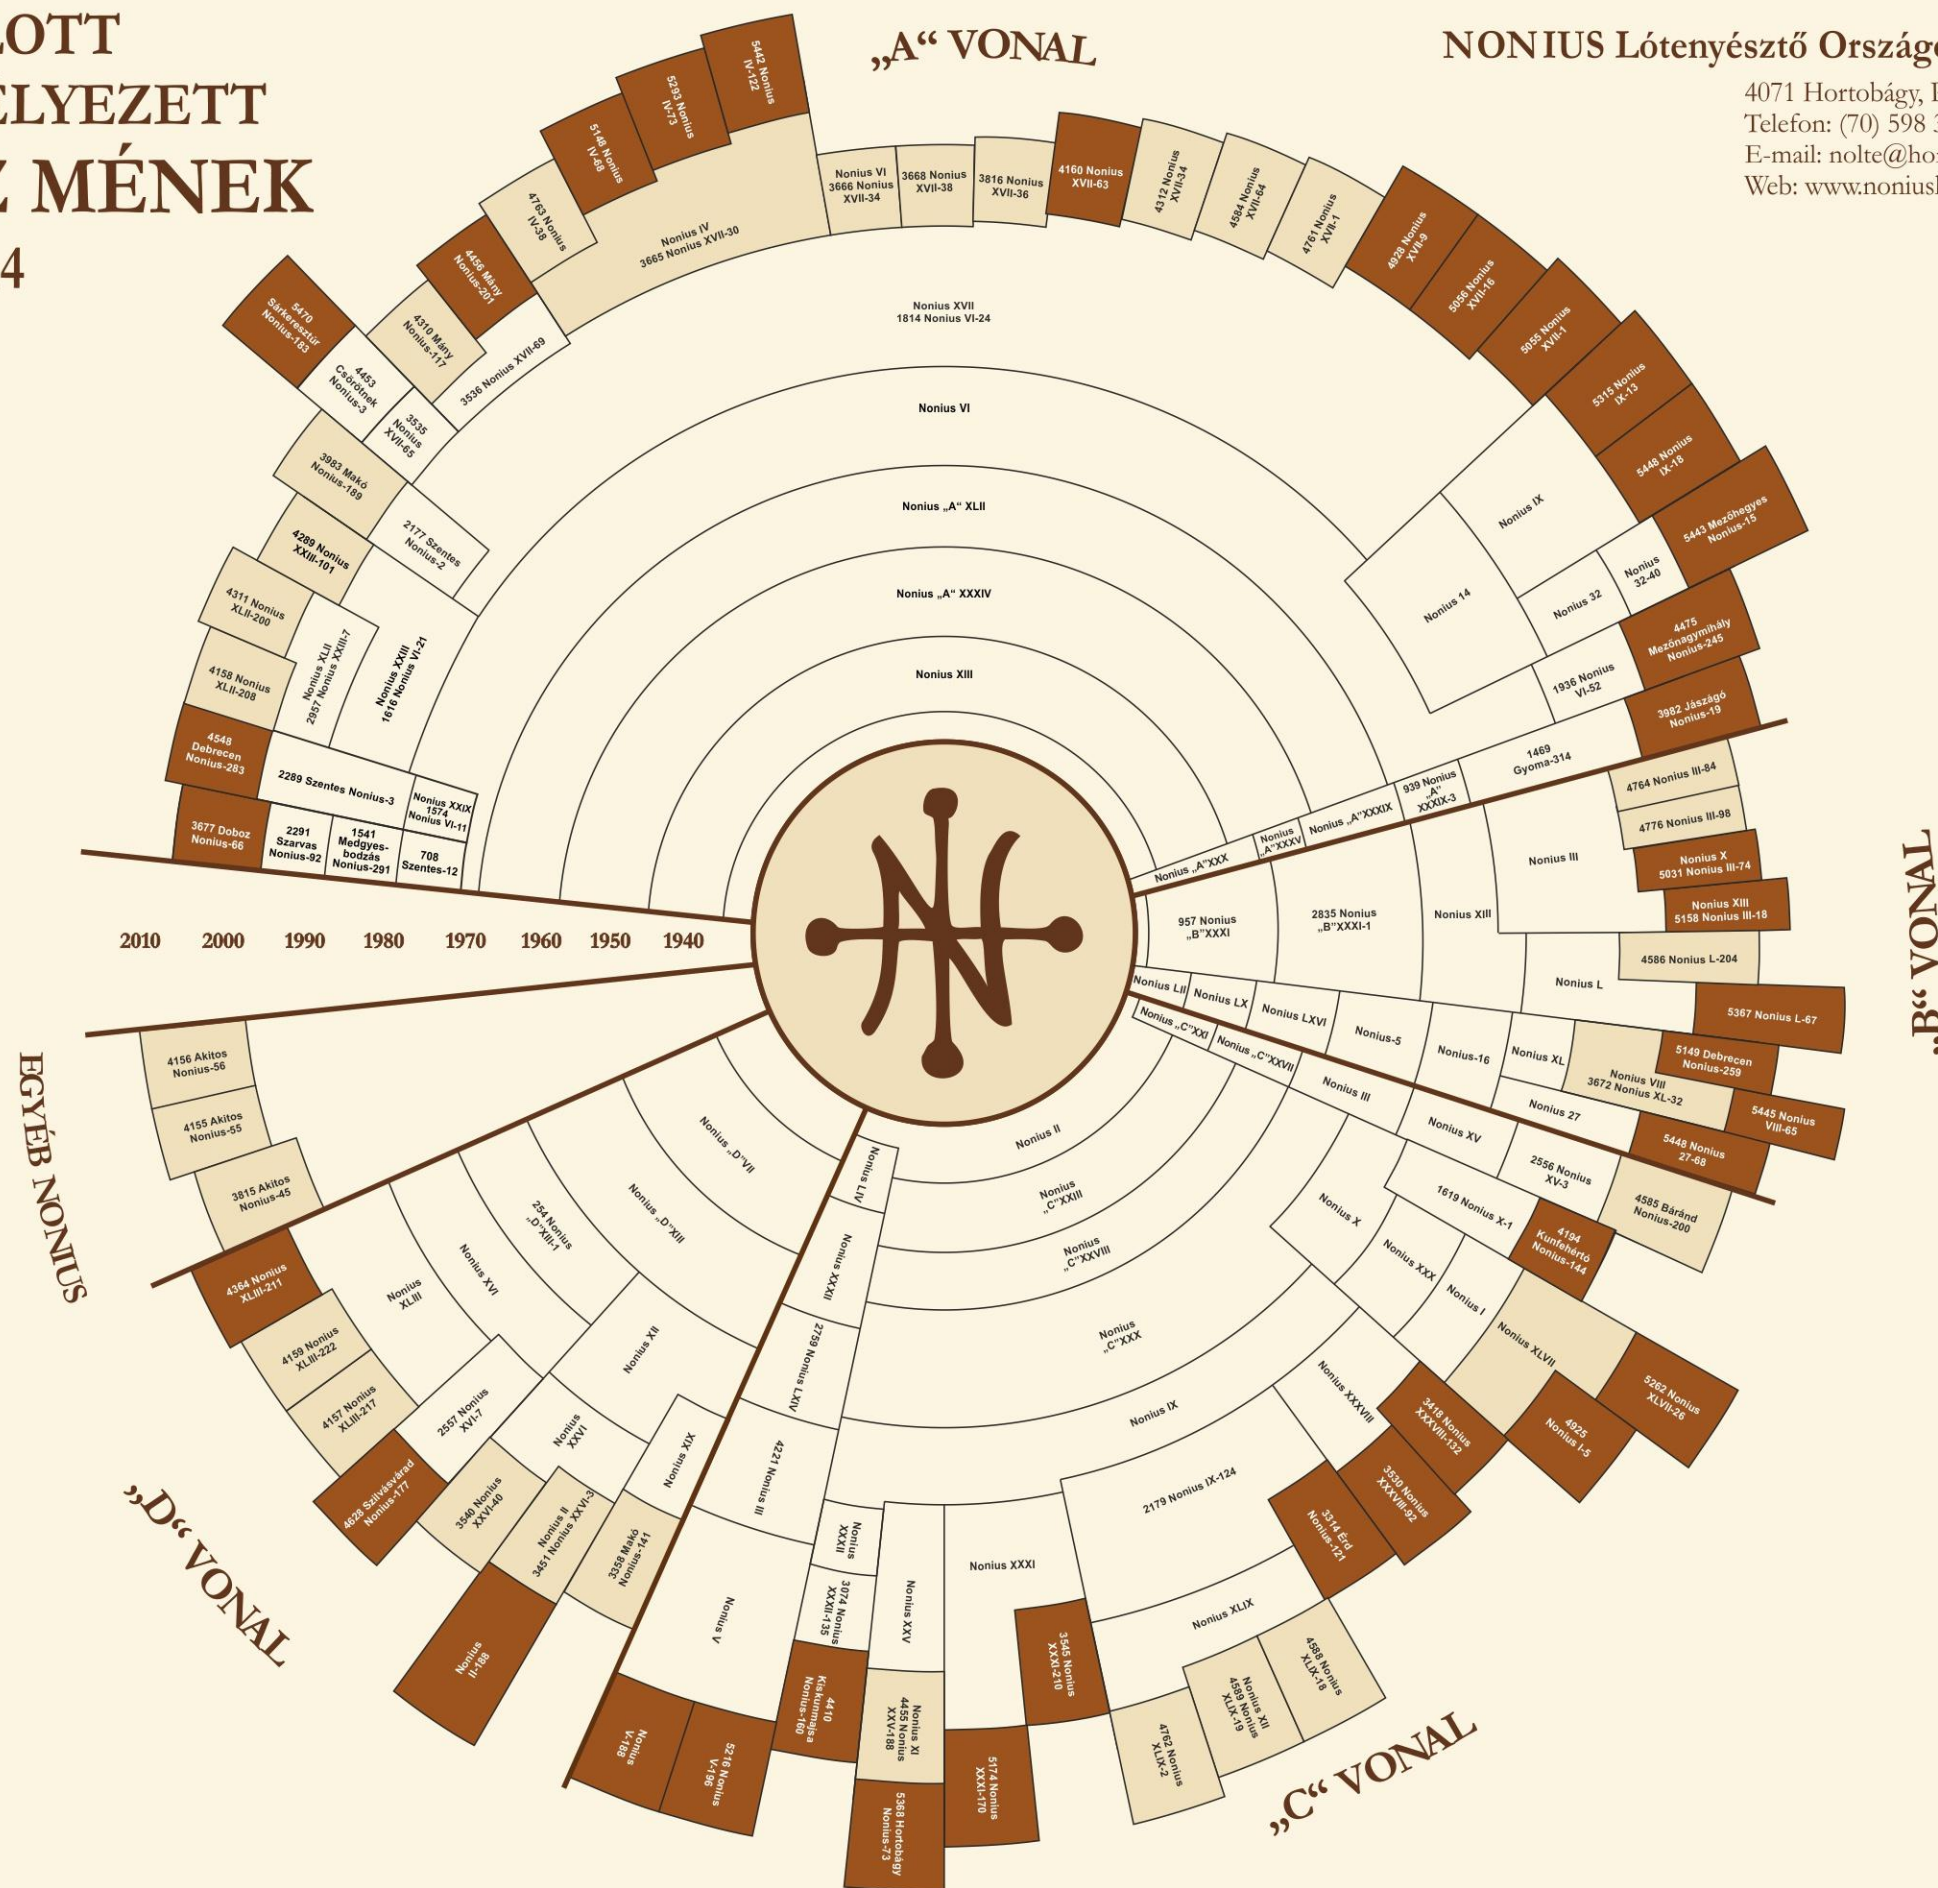 LOTT
ELYEZETT
Z MÉNEK
4
„A“ VONAL
NONIUS Lótenyésztő Országo
4071 Hortobágy,
Telefon: (70) 598
E-mail: nolte@ho
Web: www.nonius
5442 Nonius
IV-122
5293 Nonius
IV-73
5148 Nonius
IV-68
4763 Nonius
IV-38
Nonius IV
3665 Nonius XVII-30
4456 Mány
Nonius-201
4310 Mány
Nonius-117
3536 Nonius XVII-69
5470
Sárkeresztúr
Nonius-183
4453
Csörötnek
Nonius-3
3535
Nonius
XVII-65
3983 Makó
Nonius-189
2177 Szentes
Nonius-2
4289 Nonius
XXIII-101
4311 Nonius
XLII-200
4158 Nonius
XLII-208
Nonius XLII
2957 Nonius XXIII-7
Nonius XXIII
1616 Nonius VI-21
4548
Debrecen
Nonius-283
2289 Szentes Nonius-3
Nonius XXIX
1574
Nonius VI-11
3677 Doboz
Nonius-66
2291
Szarvas
Nonius-92
1541
Medgyes-
bodzás
Nonius-291
708
Szentes-12
Nonius VI
3666 Nonius
XVII-34
3668 Nonius
XVII-38
3816 Nonius
XVII-36
4160 Nonius
XVII-63
4312 Nonius
XVII-34
4584 Nonius
XVII-64
4761 Nonius
XVII-1
4928 Nonius
XVII-9
5056 Nonius
XVII-16
5055 Nonius
XVII-1
5315 Nonius
IX-13
5448 Nonius
IX-18
5443 Mezőhegyes
Nonius-15
4475
Mezőnagymihály
Nonius-245
3982 Jászágó
Nonius-19
Nonius XVII
1814 Nonius VI-24
Nonius VI
Nonius „A“ XLII
Nonius „A“ XXXIV
Nonius XIII
Nonius 14
Nonius IX
Nonius 32
Nonius
32-40
1936 Nonius
VI-52
1469
Gyoma-314
939 Nonius
„A“
XXXIX-3
Nonius „A“XXXIX
Nonius
„A“XXXV
Nonius „A“XXX
2010 2000 1990 1980 1970 1960 1950 1940
„B“ VONAL
957 Nonius
„B“XXXI
2835 Nonius
„B“XXXI-1
Nonius XIII
Nonius III
4764 Nonius III-84
4776 Nonius III-98
Nonius X
5031 Nonius III-74
Nonius XIII
5158 Nonius III-18
4586 Nonius L-204
Nonius L
5367 Nonius L-67
Nonius LII
Nonius LX
Nonius LXVI
Nonius-5
Nonius-16
Nonius XL
Nonius VIII
3672 Nonius XL-32
5149 Debrecen
Nonius-259
5445 Nonius
VIII-65
Nonius 27
5448 Nonius
27-68
„C“ VONAL
Nonius „C“XXI
Nonius „C“XXVII
Nonius III
Nonius XV
2556 Nonius
XV-3
4585 Báránd
Nonius-200
1619 Nonius X-1
4194
Kunfehértó
Nonius-144
Nonius X
Nonius XXX
Nonius I
Nonius XLVII
5262 Nonius
XLVII-26
4925
Nonius I-5
Nonius II
Nonius
„C“XXIII
Nonius
„C“XXVIII
Nonius
„C“XXX
Nonius IX
Nonius XXXVIII
3418 Nonius
XXXVIII-132
3530 Nonius
XXXVIII-92
2179 Nonius IX-124
3314 Érd
Nonius-121
Nonius XLIX
4588 Nonius
XLIX-18
Nonius XII
4589 Nonius
XLIX-19
4762 Nonius
XLIX-2
Nonius XXXI
3545 Nonius
XXXI-210
5174 Nonius
XXXI-170
Nonius XXV
Nonius XI
4455 Nonius
XXV-188
5368 Hortobágy
Nonius-73
Nonius
XXXII
3074 Nonius
XXXII-135
4410
Kiskunmajsa
Nonius-160
Nonius LIV
Nonius XXXII
2759 Nonius LXIV
4221 Nonius III
Nonius V
5216 Nonius
V-196
Nonius
V-188
„D“ VONAL
Nonius „D“VII
Nonius „D“XIII
254 Nonius
„D“XIII-1
Nonius XVI
Nonius
XLIII
4364 Nonius
XLIII-211
4159 Nonius
XLIII-222
4157 Nonius
XLIII-217
2557 Nonius
XVI-7
4628 Szilvásvárad
Nonius-177
Nonius IX
Nonius
XXVI
3540 Nonius
XXVI-40
Nonius II
3451 Nonius XXVI-3
Nonius
II-188
Nonius XIX
3358 Makó
Nonius-141
EGYÉB NONIUS
4156 Akitos
Nonius-56
4155 Akitos
Nonius-55
3815 Akitos
Nonius-45